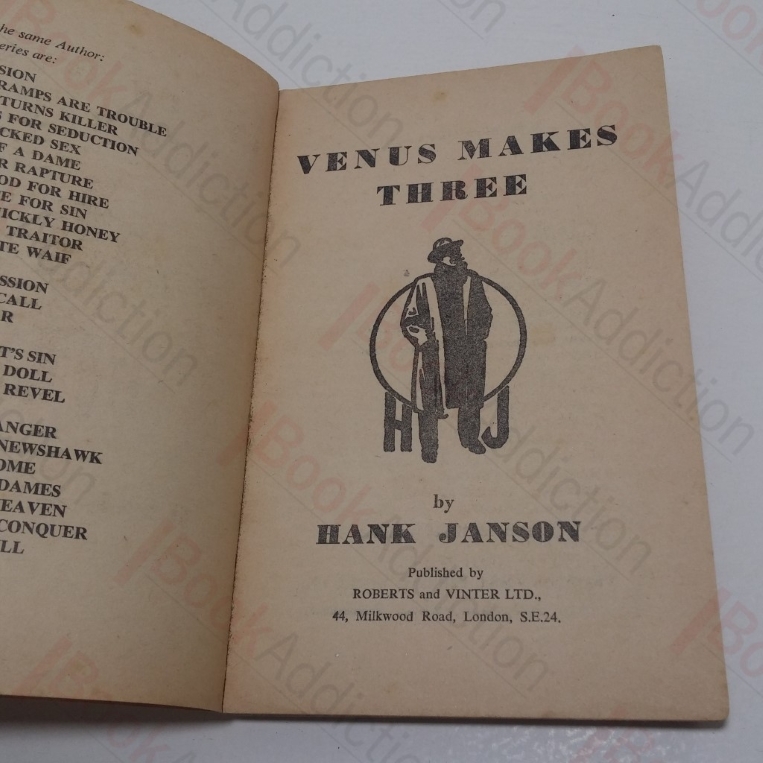 he same Author:
eries are:
SION
RAMPS ARE TROUBLE
TURNS KILLER
FOR SEDUCTION
CKED SEX
F A DAME
R RAPTURE
OD FOR HIRE
E FOR SIN
ICKLY HONEY
TRAITOR
TE WAIF
SSION
CALL
R
T'S SIN
DOLL
REVEL
ANGER
NEWSHAWK
OME
DAMES
EAVEN
CONQUER
LL
VENUS MAKES
THREE
H J
by
HANK JANSON
Published by
ROBERTS and VINTER LTD.,
44, Milkwood Road, London, S.E.24.
BookAddiction